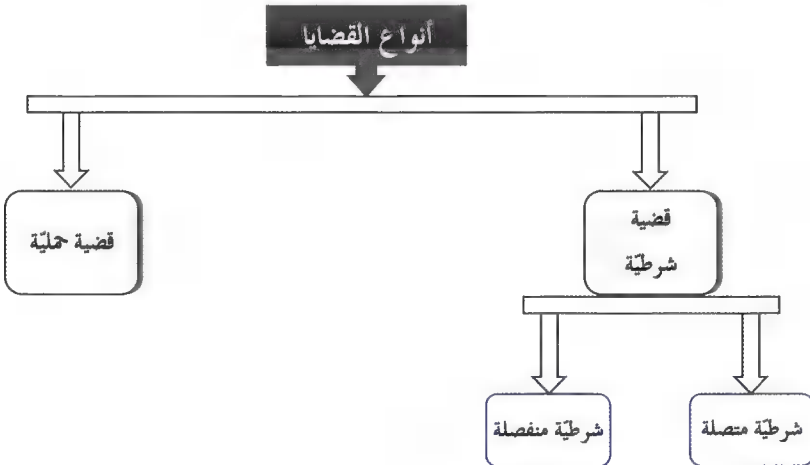 أنواع القضايا
قضية
شرطيّة
قضية حمليّة
شرطيّة متصلة
شرطيّة منفصلة